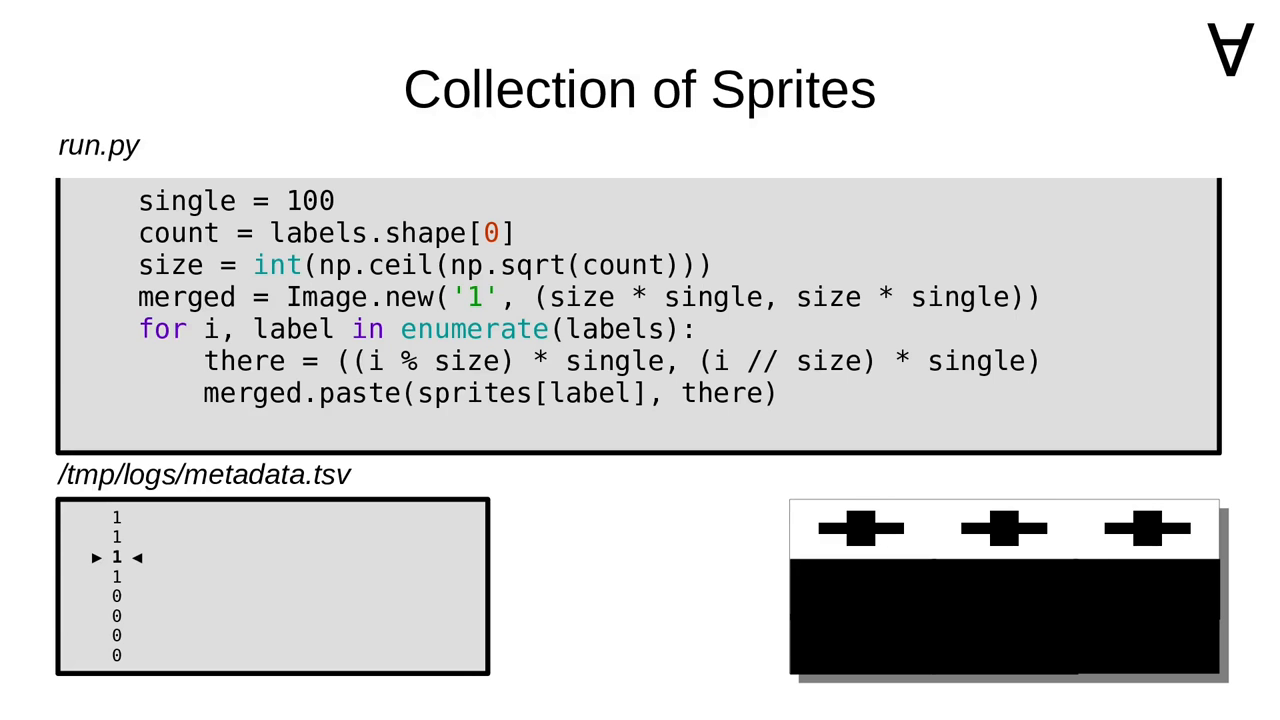 ∀
Collection of Sprites
run.py
single = 100
count = labels.shape[0]
size = int(np.ceil(np.sqrt(count)))
merged = Image.new('1', (size * single, size * single))
for i, label in enumerate(labels):
    there = ((i % size) * single, (i // size) * single)
    merged.paste(sprites[label], there)
/tmp/logs/metadata.tsv
1
1
▶ 1 ◀
1
0
0
0
0